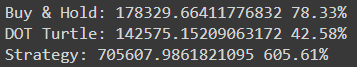 Buy & Hold: 178329.66411776832 78.33%
DOT Turtle: 142575.15209063172 42.58%
Strategy: 705607.9861821095 605.61%